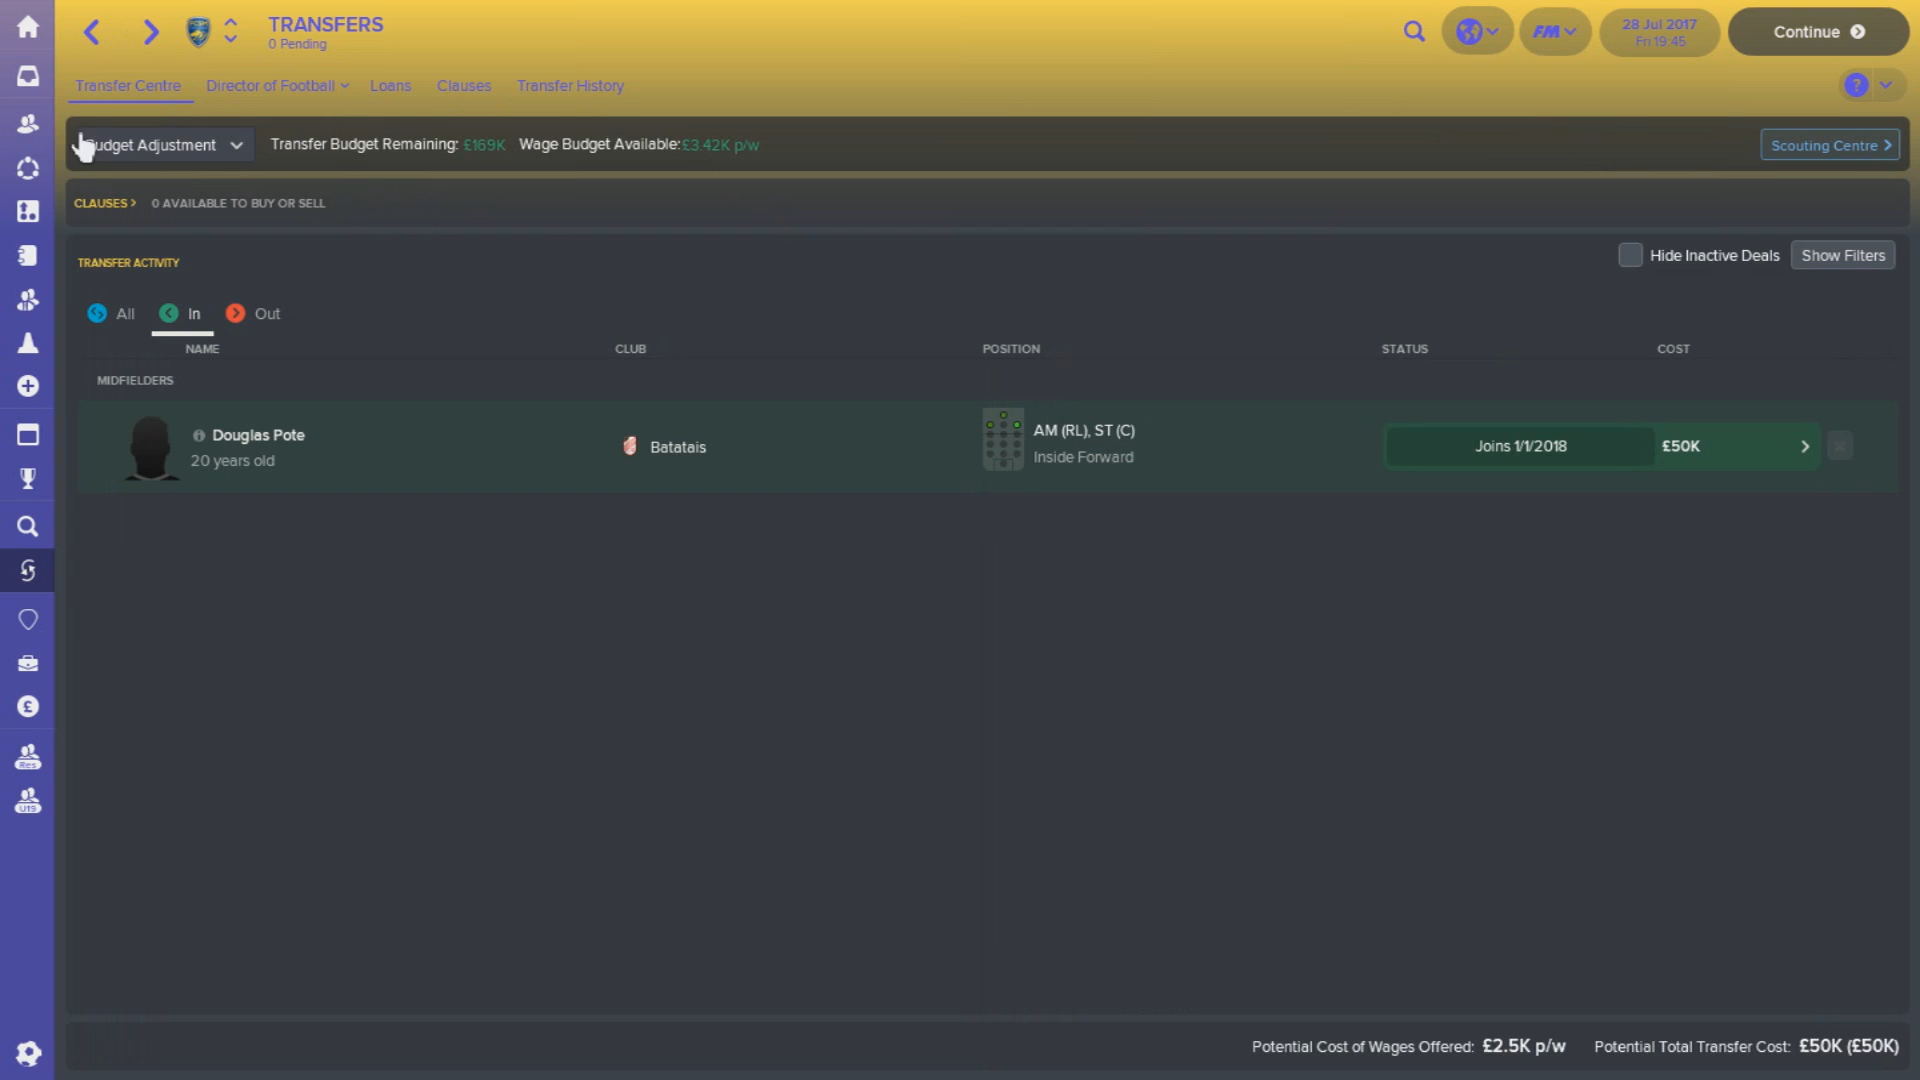 TRANSFERS
0 Pending
FM
28 Jul 2017
Fri 19:45
Continue
Transfer Centre
Director of Football
Loans
Clauses
Transfer History
?
udget Adjustment
Transfer Budget Remaining: £169K
Wage Budget Available: £3.42K p/w
Scouting Centre >
CLAUSES >
0 AVAILABLE TO BUY OR SELL
TRANSFER ACTIVITY
Hide Inactive Deals
Show Filters
All
In
Out
NAME
CLUB
POSITION
STATUS
COST
MIDFIELDERS
Douglas Pote
20 years old
Batatais
AM (RL), ST (C)
Inside Forward
Joins 1/1/2018
£50K
£
Res
U19
Potential Cost of Wages Offered: £2.5K p/w
Potential Total Transfer Cost: £50K (£50K)